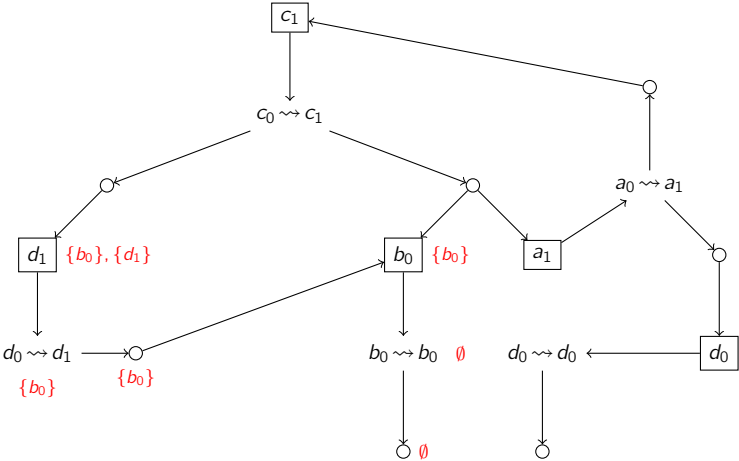 c₁
c₀ ⇝ c₁
a₀ ⇝ a₁
d₁ {b₀}, {d₁}
b₀ {b₀}
a₁
d₀ ⇝ d₁
{b₀}
{b₀}
b₀ ⇝ b₀ ∅
d₀ ⇝ d₀
d₀
∅